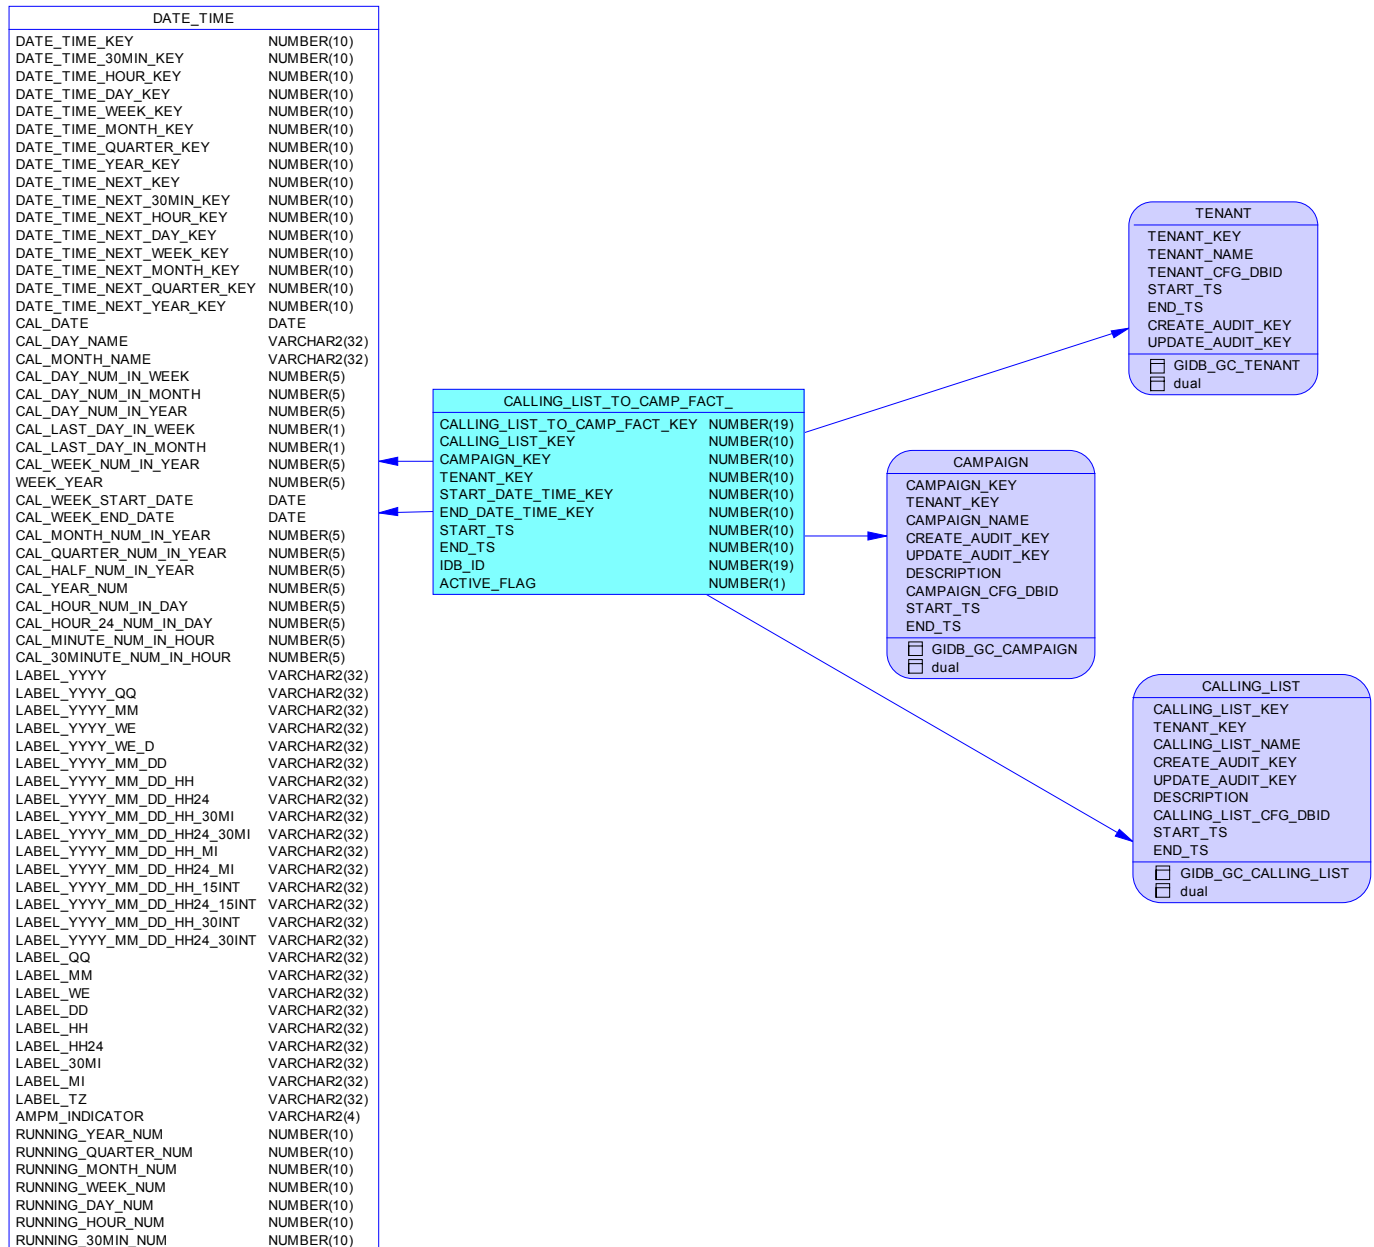 DATE_TIME
DATE_TIME_KEY NUMBER(10)
DATE_TIME_30MIN_KEY NUMBER(10)
DATE_TIME_HOUR_KEY NUMBER(10)
DATE_TIME_DAY_KEY NUMBER(10)
DATE_TIME_WEEK_KEY NUMBER(10)
DATE_TIME_MONTH_KEY NUMBER(10)
DATE_TIME_QUARTER_KEY NUMBER(10)
DATE_TIME_YEAR_KEY NUMBER(10)
DATE_TIME_NEXT_KEY NUMBER(10)
DATE_TIME_NEXT_30MIN_KEY NUMBER(10)
DATE_TIME_NEXT_HOUR_KEY NUMBER(10)
DATE_TIME_NEXT_DAY_KEY NUMBER(10)
DATE_TIME_NEXT_WEEK_KEY NUMBER(10)
DATE_TIME_NEXT_MONTH_KEY NUMBER(10)
DATE_TIME_NEXT_QUARTER_KEY NUMBER(10)
DATE_TIME_NEXT_YEAR_KEY NUMBER(10)
CAL_DATE DATE
CAL_DAY_NAME VARCHAR2(32)
CAL_MONTH_NAME VARCHAR2(32)
CAL_DAY_NUM_IN_WEEK NUMBER(5)
CAL_DAY_NUM_IN_MONTH NUMBER(5)
CAL_DAY_NUM_IN_YEAR NUMBER(5)
CAL_LAST_DAY_IN_WEEK NUMBER(1)
CAL_LAST_DAY_IN_MONTH NUMBER(1)
CAL_WEEK_NUM_IN_YEAR NUMBER(5)
WEEK_YEAR NUMBER(5)
CAL_WEEK_START_DATE DATE
CAL_WEEK_END_DATE DATE
CAL_MONTH_NUM_IN_YEAR NUMBER(5)
CAL_QUARTER_NUM_IN_YEAR NUMBER(5)
CAL_HALF_NUM_IN_YEAR NUMBER(5)
CAL_YEAR_NUM NUMBER(5)
CAL_HOUR_NUM_IN_DAY NUMBER(5)
CAL_HOUR_24_NUM_IN_DAY NUMBER(5)
CAL_MINUTE_NUM_IN_HOUR NUMBER(5)
CAL_30MINUTE_NUM_IN_HOUR NUMBER(5)
LABEL_YYYY VARCHAR2(32)
LABEL_YYYY_QQ VARCHAR2(32)
LABEL_YYYY_MM VARCHAR2(32)
LABEL_YYYY_WE VARCHAR2(32)
LABEL_YYYY_WE_D VARCHAR2(32)
LABEL_YYYY_MM_DD VARCHAR2(32)
LABEL_YYYY_MM_DD_HH VARCHAR2(32)
LABEL_YYYY_MM_DD_HH24 VARCHAR2(32)
LABEL_YYYY_MM_DD_HH_30MI VARCHAR2(32)
LABEL_YYYY_MM_DD_HH24_30MI VARCHAR2(32)
LABEL_YYYY_MM_DD_HH_MI VARCHAR2(32)
LABEL_YYYY_MM_DD_HH24_MI VARCHAR2(32)
LABEL_YYYY_MM_DD_HH_15INT VARCHAR2(32)
LABEL_YYYY_MM_DD_HH24_15INT VARCHAR2(32)
LABEL_YYYY_MM_DD_HH_30INT VARCHAR2(32)
LABEL_YYYY_MM_DD_HH24_30INT VARCHAR2(32)
LABEL_QQ VARCHAR2(32)
LABEL_MM VARCHAR2(32)
LABEL_WE VARCHAR2(32)
LABEL_DD VARCHAR2(32)
LABEL_HH VARCHAR2(32)
LABEL_HH24 VARCHAR2(32)
LABEL_30MI VARCHAR2(32)
LABEL_MI VARCHAR2(32)
LABEL_TZ VARCHAR2(32)
AMPM_INDICATOR VARCHAR2(4)
RUNNING_YEAR_NUM NUMBER(10)
RUNNING_QUARTER_NUM NUMBER(10)
RUNNING_MONTH_NUM NUMBER(10)
RUNNING_WEEK_NUM NUMBER(10)
RUNNING_DAY_NUM NUMBER(10)
RUNNING_HOUR_NUM NUMBER(10)
RUNNING_30MIN_NUM NUMBER(10)
CALLING_LIST_TO_CAMP_FACT_
CALLING_LIST_TO_CAMP_FACT_KEY NUMBER(19)
CALLING_LIST_KEY NUMBER(10)
CAMPAIGN_KEY NUMBER(10)
TENANT_KEY NUMBER(10)
START_DATE_TIME_KEY NUMBER(10)
END_DATE_TIME_KEY NUMBER(10)
START_TS NUMBER(10)
END_TS NUMBER(10)
IDB_ID NUMBER(19)
ACTIVE_FLAG NUMBER(1)
TENANT
TENANT_KEY
TENANT_NAME
TENANT_CFG_DBID
START_TS
END_TS
CREATE_AUDIT_KEY
UPDATE_AUDIT_KEY
GIDB_GC_TENANT
dual
CAMPAIGN
CAMPAIGN_KEY
TENANT_KEY
CAMPAIGN_NAME
CREATE_AUDIT_KEY
UPDATE_AUDIT_KEY
DESCRIPTION
CAMPAIGN_CFG_DBID
START_TS
END_TS
GIDB_GC_CAMPAIGN
dual
CALLING_LIST
CALLING_LIST_KEY
TENANT_KEY
CALLING_LIST_NAME
CREATE_AUDIT_KEY
UPDATE_AUDIT_KEY
DESCRIPTION
CALLING_LIST_CFG_DBID
START_TS
END_TS
GIDB_GC_CALLING_LIST
dual